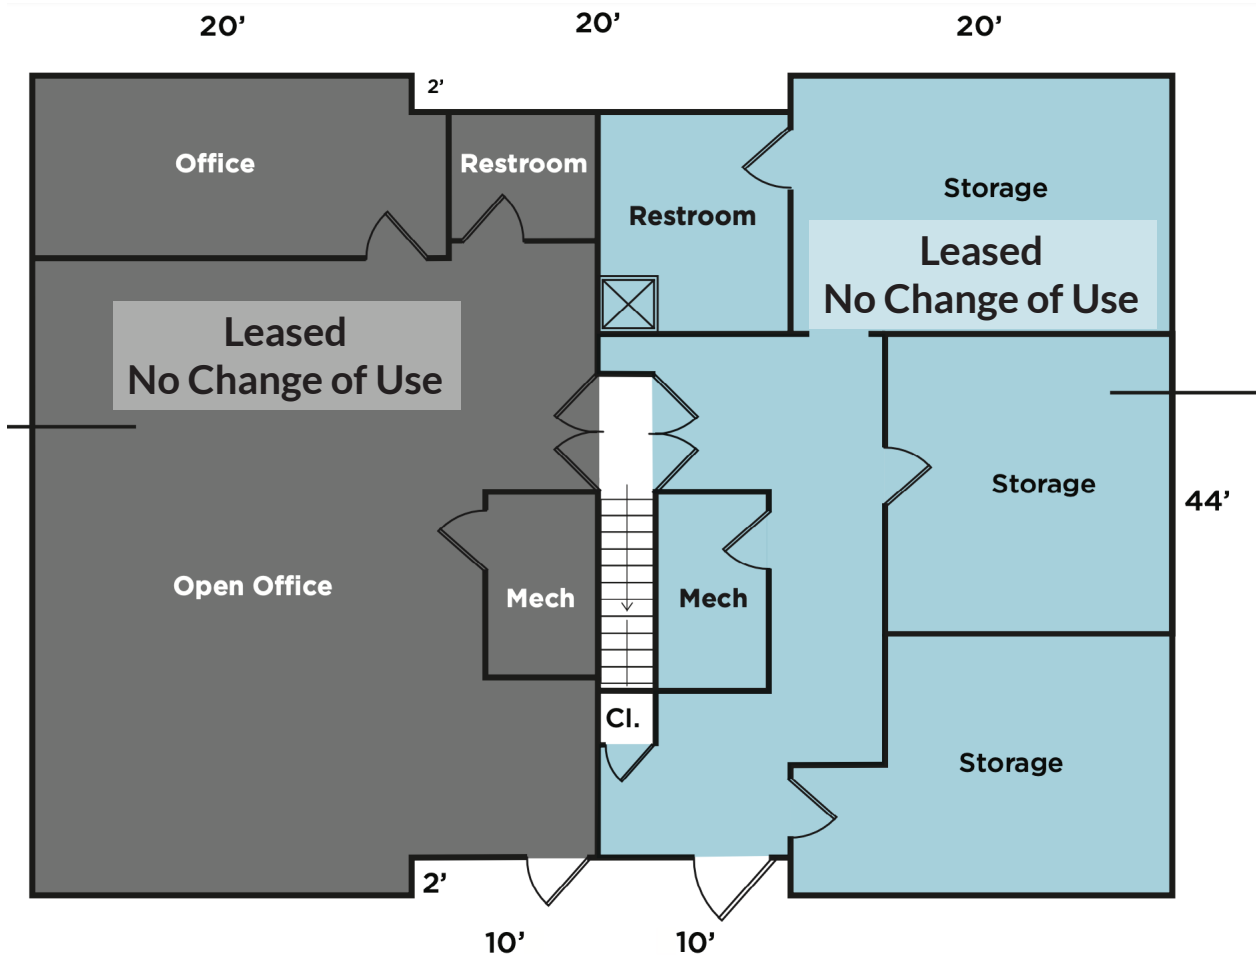 20’
20’
20’
2’
Office
Restroom
Restroom
Storage
Leased
No Change of Use
Leased
No Change of Use
Storage
44’
Open Office
Mech
Mech
Cl.
Storage
2’
10’
10’